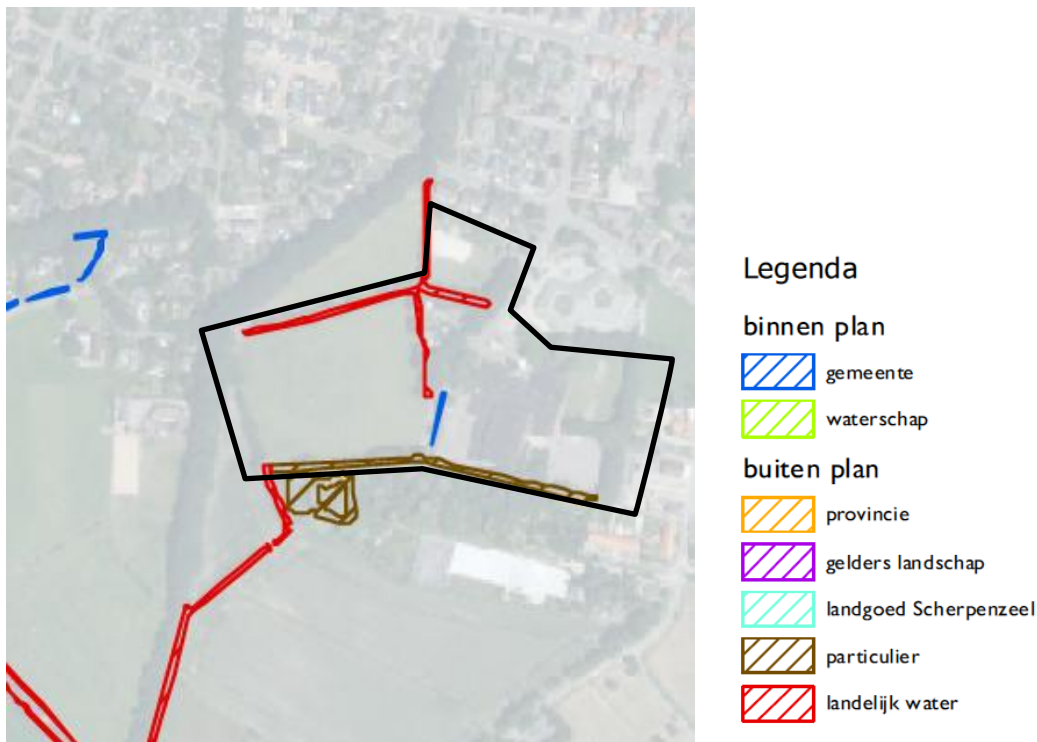 Legenda
binnen plan
gemeente
waterschap
buiten plan
provincie
gelders landschap
landgoed Scherpenzeel
particulier
landelijk water